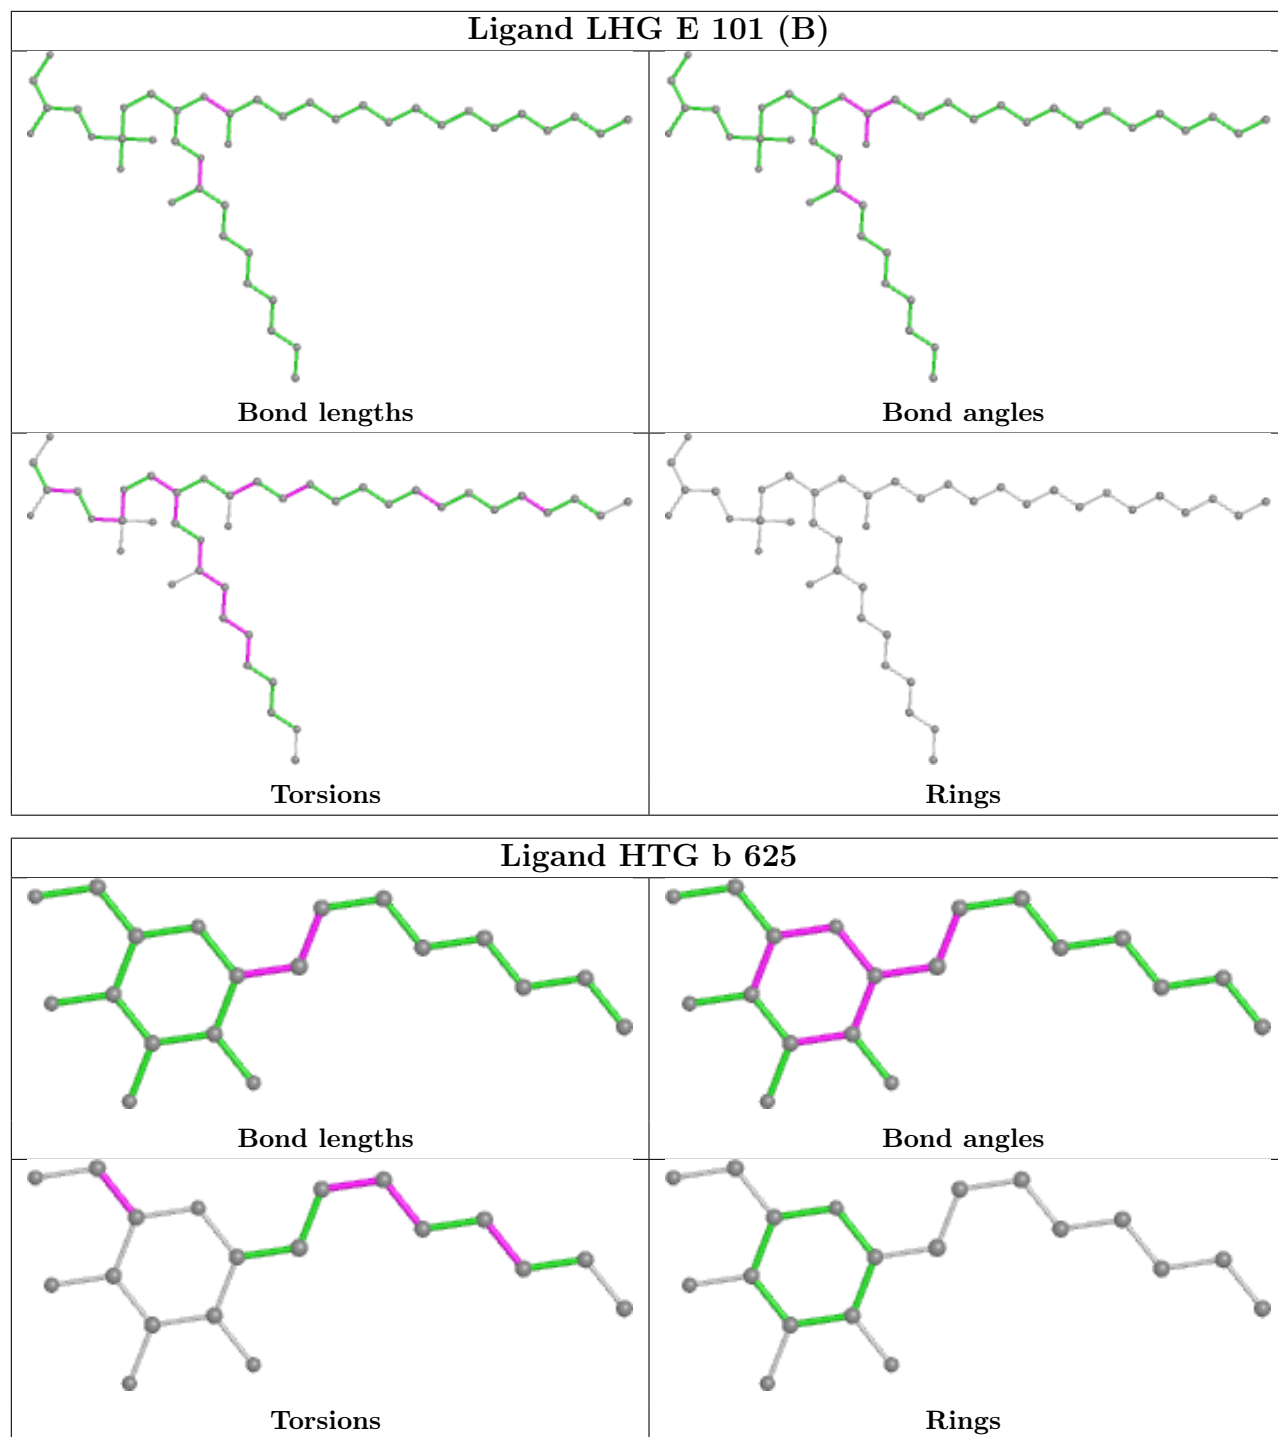 Ligand LHG E 101 (B)
Bond lengths
Bond angles
Torsions
Rings
Ligand HTG b 625
Bond lengths
Bond angles
Torsions
Rings